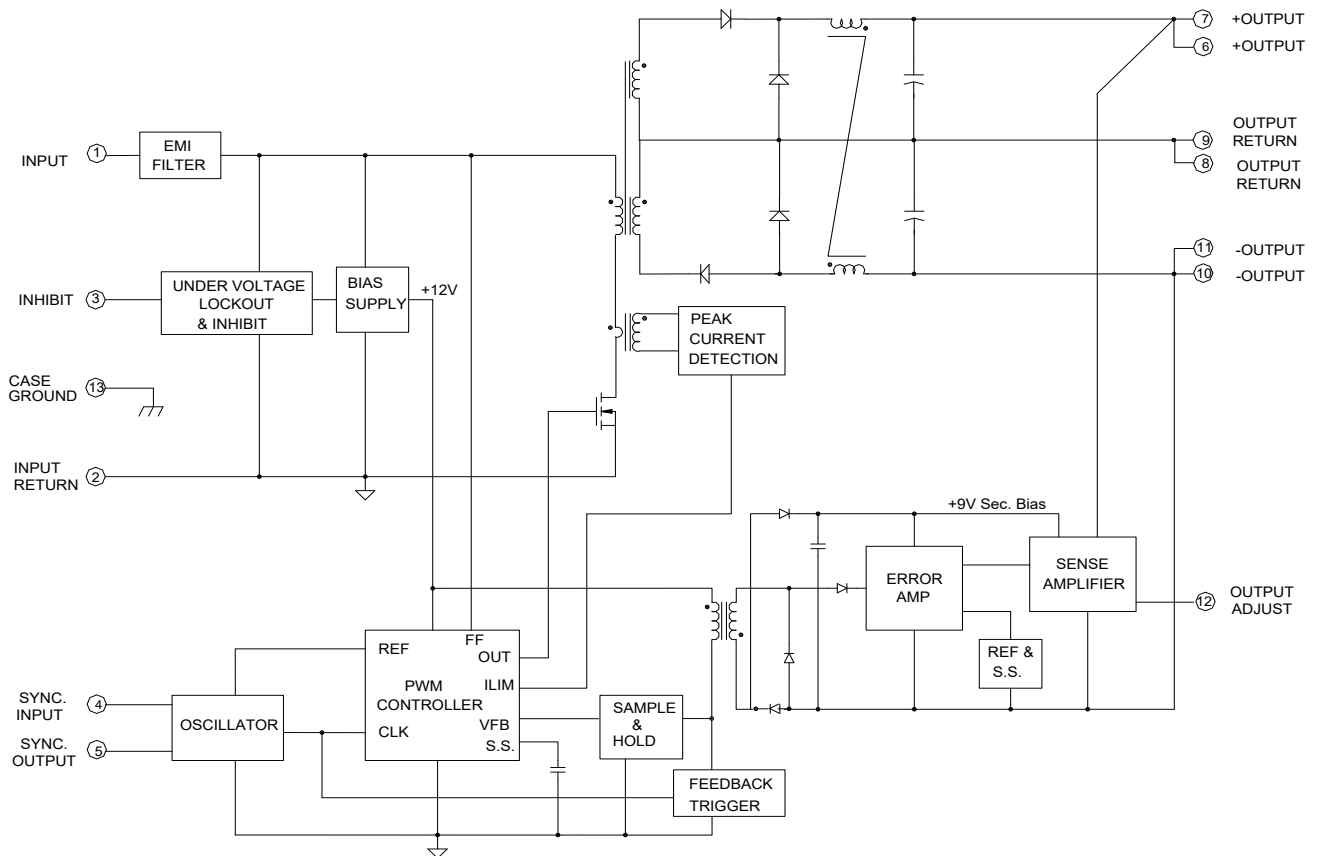 7 +OUTPUT
6 +OUTPUT
OUTPUT
9 RETURN
8 OUTPUT
RETURN
11 -OUTPUT
10 -OUTPUT
INPUT 1
EMI
FILTER
INHIBIT 3
UNDER VOLTAGE
LOCKOUT
& INHIBIT
BIAS
SUPPLY
+12V
PEAK
CURRENT
DETECTION
CASE
GROUND
13
INPUT
RETURN
2
+9V Sec. Bias
ERROR
AMP
SENSE
AMPLIFIER
12 OUTPUT
ADJUST
REF &
S.S.
REF
FF
OUT
PWM
CONTROLLER
ILIM
VFB
CLK
S.S.
SAMPLE
&
HOLD
FEEDBACK
TRIGGER
SYNC.
INPUT
4
OSCILLATOR
SYNC.
OUTPUT
5